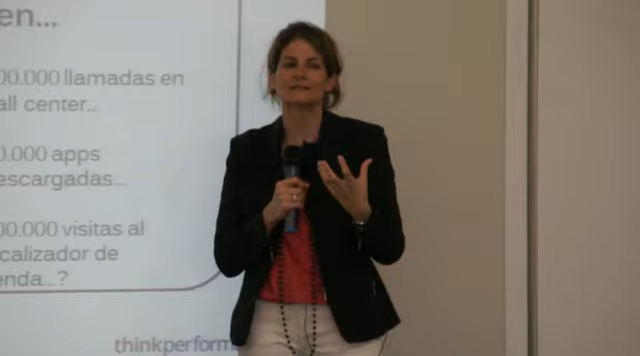 en...
00.000 llamadas en
all center...
0.000 apps
escargadas...
00.000 visitas al
calizador de
enda...?
thinkperform